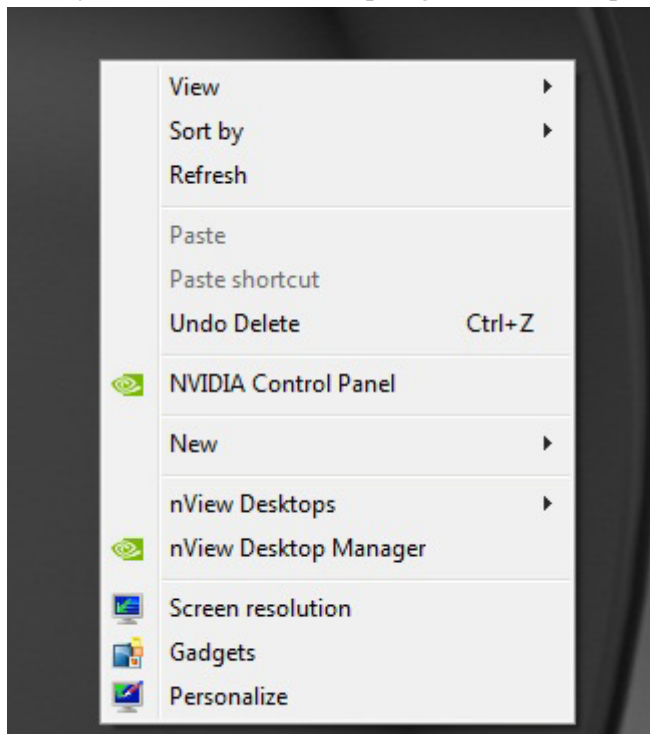 View
Sort by
Refresh
Paste
Paste shortcut
Undo Delete Ctrl+Z
NVIDIA Control Panel
New
nView Desktops
nView Desktop Manager
Screen resolution
Gadgets
Personalize